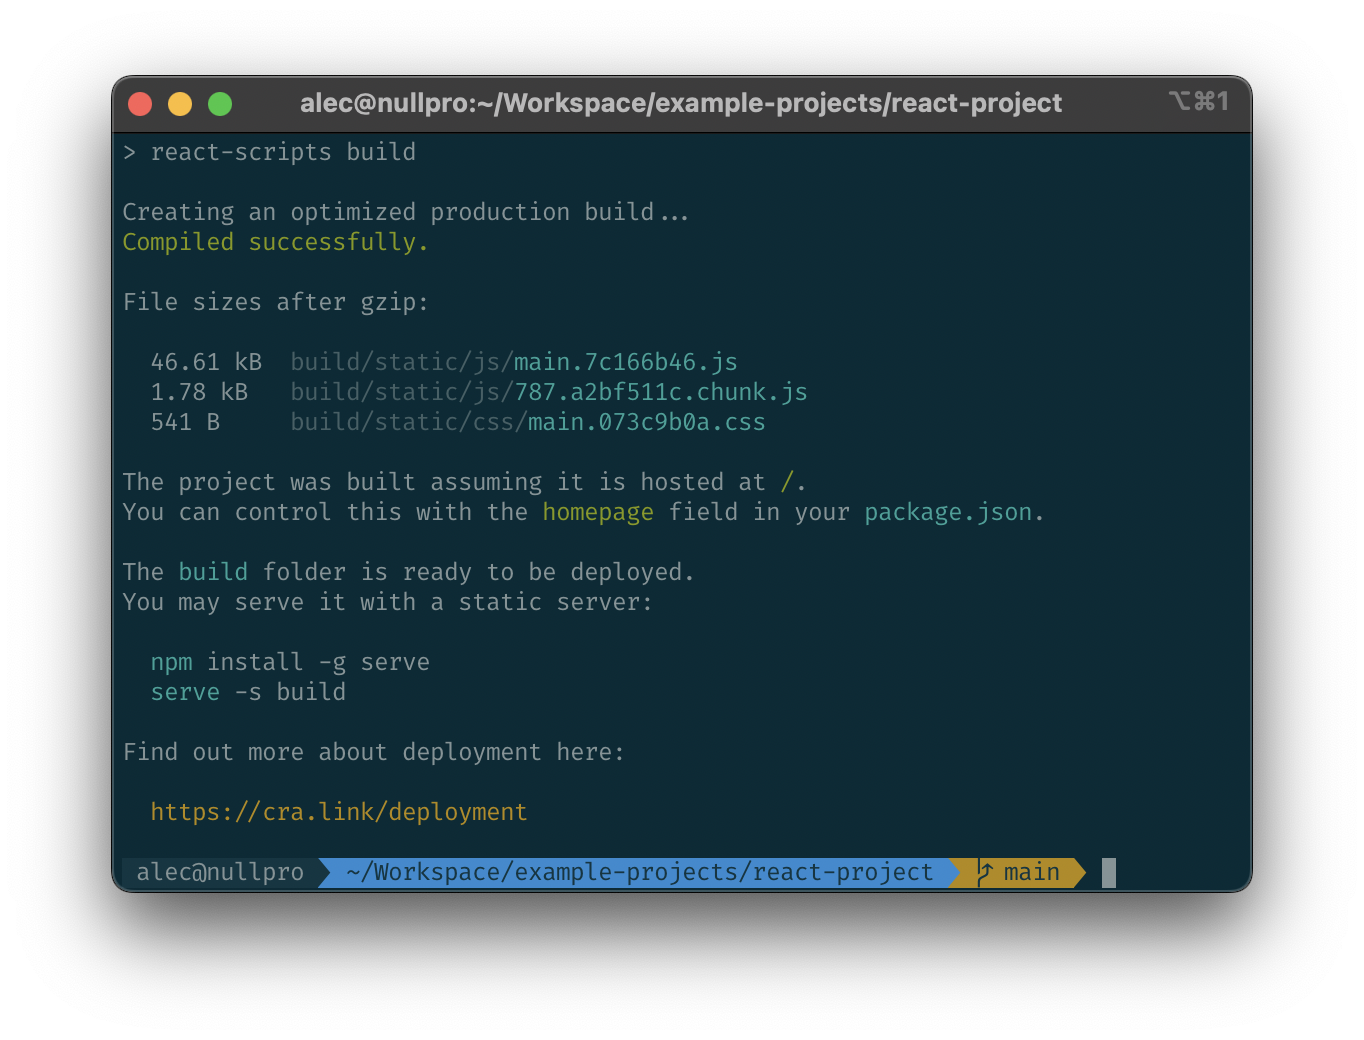 alec@nullpro:~/Workspace/example-projects/react-project ⌥⌘1
> react-scripts build
Creating an optimized production build...
Compiled successfully.
File sizes after gzip:
46.61 kB build/static/js/main.7c166b46.js
1.78 kB build/static/js/787.a2bf511c.chunk.js
541 B build/static/css/main.073c9b0a.css
The project was built assuming it is hosted at /.
You can control this with the homepage field in your package.json.
The build folder is ready to be deployed.
You may serve it with a static server:
npm install -g serve
serve -s build
Find out more about deployment here:
https://cra.link/deployment
alec@nullpro ~/Workspace/example-projects/react-project main